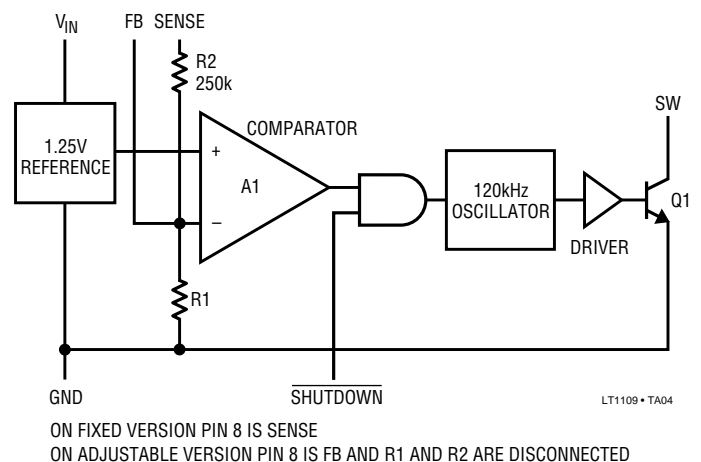 V_IN FB SENSE
R2
250k
SW
COMPARATOR
1.25V
REFERENCE
+
A1
120kHz
OSCILLATOR
Q1
–
DRIVER
R1
GND
SHUTDOWN
LT1109 • TA04
ON FIXED VERSION PIN 8 IS SENSE
ON ADJUSTABLE VERSION PIN 8 IS FB AND R1 AND R2 ARE DISCONNECTED